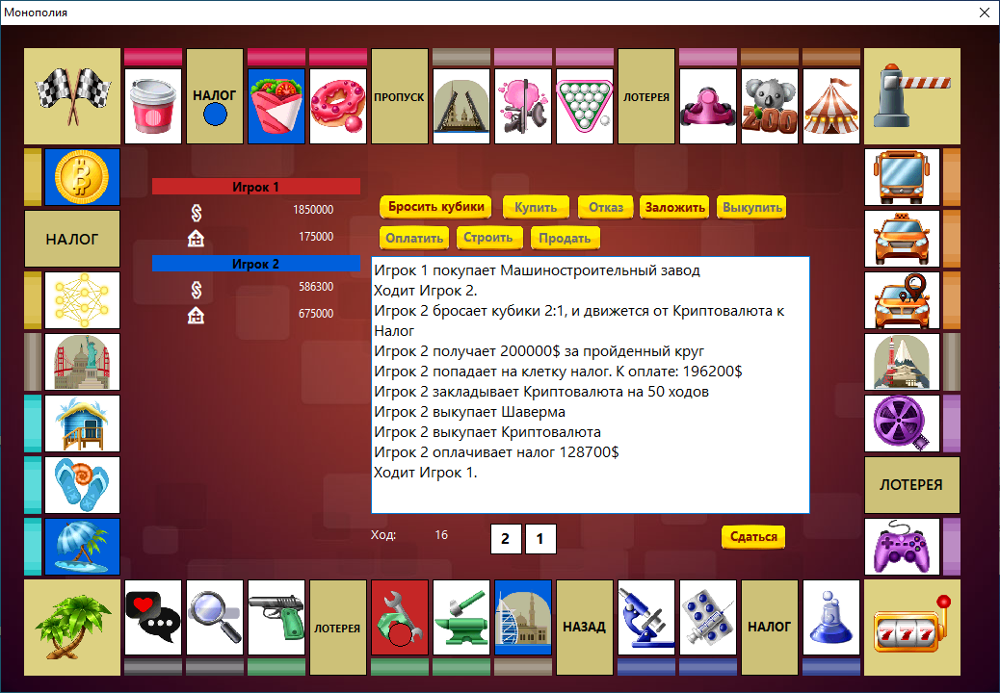 Монополия
НАЛОГ
ПРОПУСК
ЛОТЕРЕЯ
ZOO
НАЛОГ
Игрок 1
1850000
175000
Игрок 2
586300
675000
Бросить кубики
Купить
Отказ
Заложить
Выкупить
Оплатить
Строить
Продать
Игрок 1 покупает Машиностроительный завод
Ходит Игрок 2.
Игрок 2 бросает кубики 2:1, и движется от Криптовалюта к
Налог
Игрок 2 получает 200000$ за пройденный круг
Игрок 2 попадает на клетку налог. К оплате: 196200$
Игрок 2 закладывает Криптовалюта на 50 ходов
Игрок 2 выкупает Шаверма
Игрок 2 выкупает Криптовалюта
Игрок 2 оплачивает налог 128700$
Ходит Игрок 1.
Ход:
16
2
1
Сдаться
ЛОТЕРЕЯ
ЛОТЕРЕЯ
НАЗАД
НАЛОГ
777